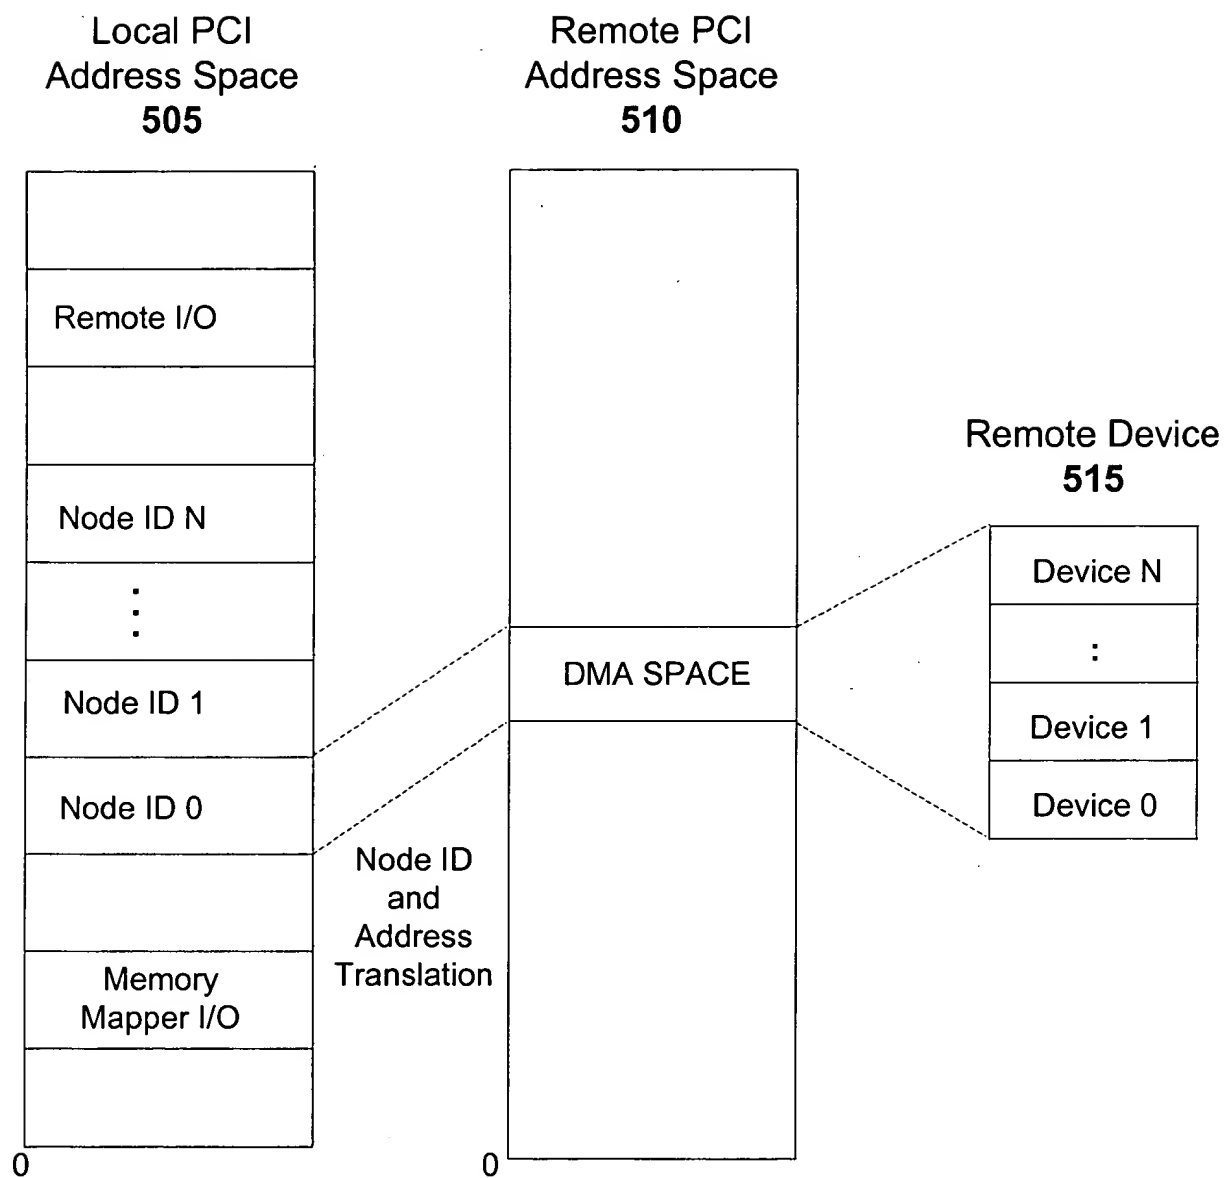 Local PCI
Address Space
505
Remote I/O
Node ID N
⋮
Node ID 1
Node ID 0
Memory
Mapper I/O
0
Node ID
and
Address
Translation
Remote PCI
Address Space
510
DMA SPACE
0
Remote Device
515
Device N
:
Device 1
Device 0